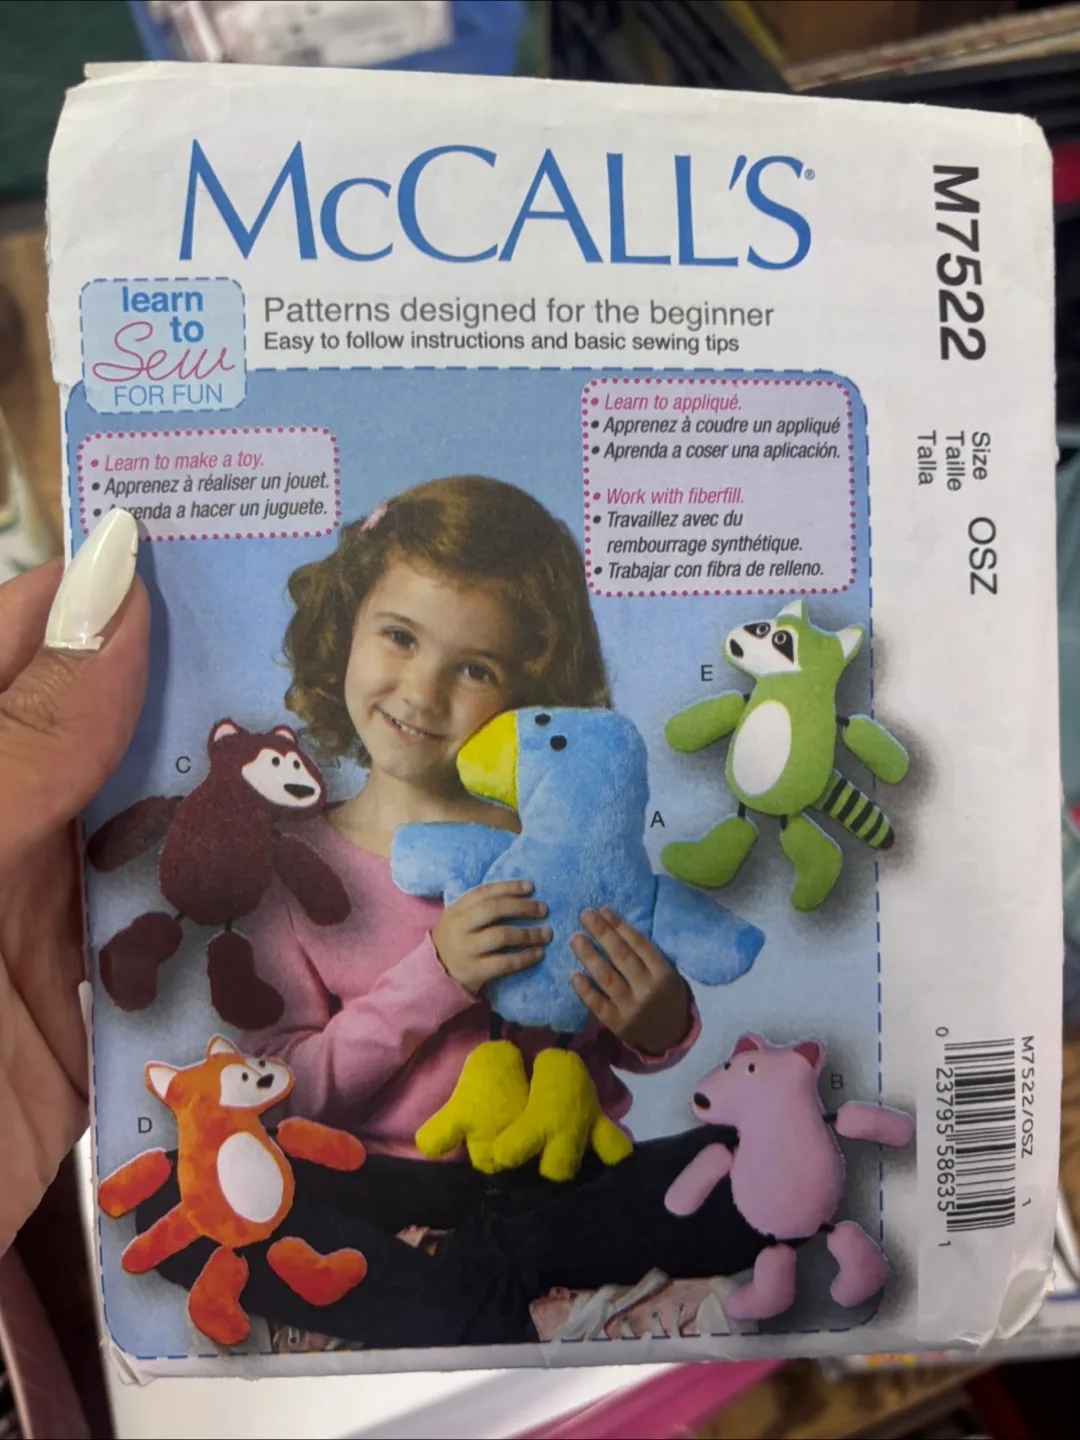 McCALL'S®
learn
to
Sew
FOR FUN
Patterns designed for the beginner
Easy to follow instructions and basic sewing tips
• Learn to make a toy.
• Apprenez à réaliser un jouet.
• Aprenda a hacer un juguete.
• Learn to appliqué.
• Apprenez à coudre un appliqué
• Aprenda a coser una aplicación.
• Work with fiberfill.
• Travaillez avec du
rembourrage synthétique.
• Trabajar con fibra de relleno.
E
C
A
B
D
M7522
Size
Taille
Talla
OSZ
M7522/OSZ 1
0 23795 58635 1